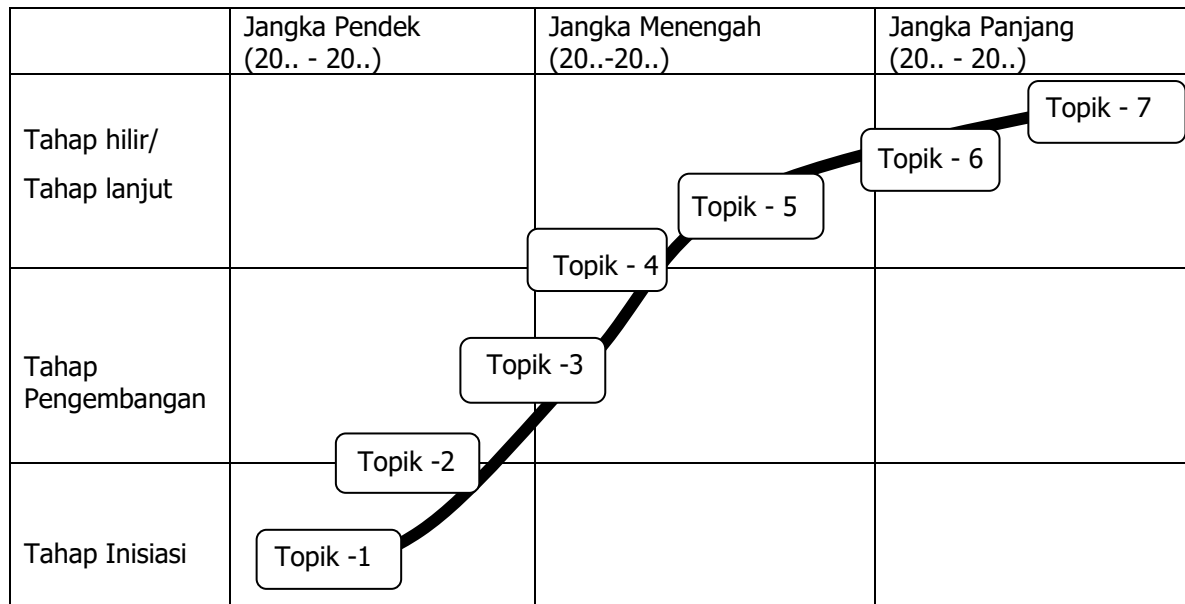 Jangka Pendek
(20.. - 20..)
Jangka Menengah
(20..-20..)
Jangka Panjang
(20.. - 20..)
Tahap hilir/
Tahap lanjut
Topik - 7
Topik - 6
Topik - 5
Topik - 4
Tahap
Pengembangan
Topik -3
Topik -2
Tahap Inisiasi
Topik -1